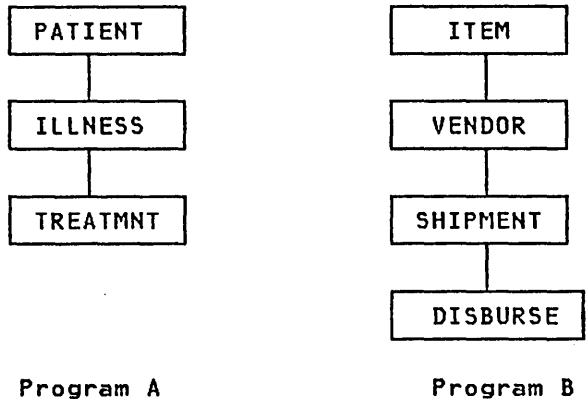 PATIENT
ILLNESS
TREATMNT
Program A
ITEM
VENDOR
SHIPMENT
DISBURSE
Program B